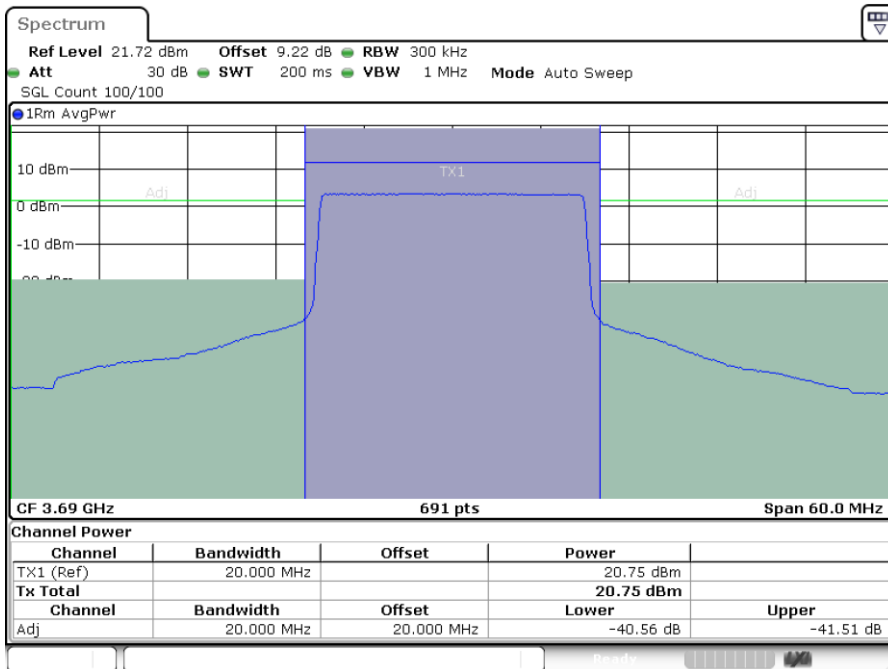 Spectrum
Ref Level 21.72 dBm Offset 9.22 dB RBW 300 kHz
Att 30 dB SWT 200 ms VBW 1 MHz Mode Auto Sweep
SGL Count 100/100
1Rm AvgPwr
10 dBm
TX1
Adj Adj
0 dBm
-10 dBm
CF 3.69 GHz 691 pts Span 60.0 MHz
Channel Power
Channel Bandwidth Offset Power
TX1 (Ref) 20.000 MHz 20.75 dBm
Tx Total 20.75 dBm
Channel Bandwidth Offset Lower Upper
Adj 20.000 MHz 20.000 MHz -40.56 dB -41.51 dB
Ready